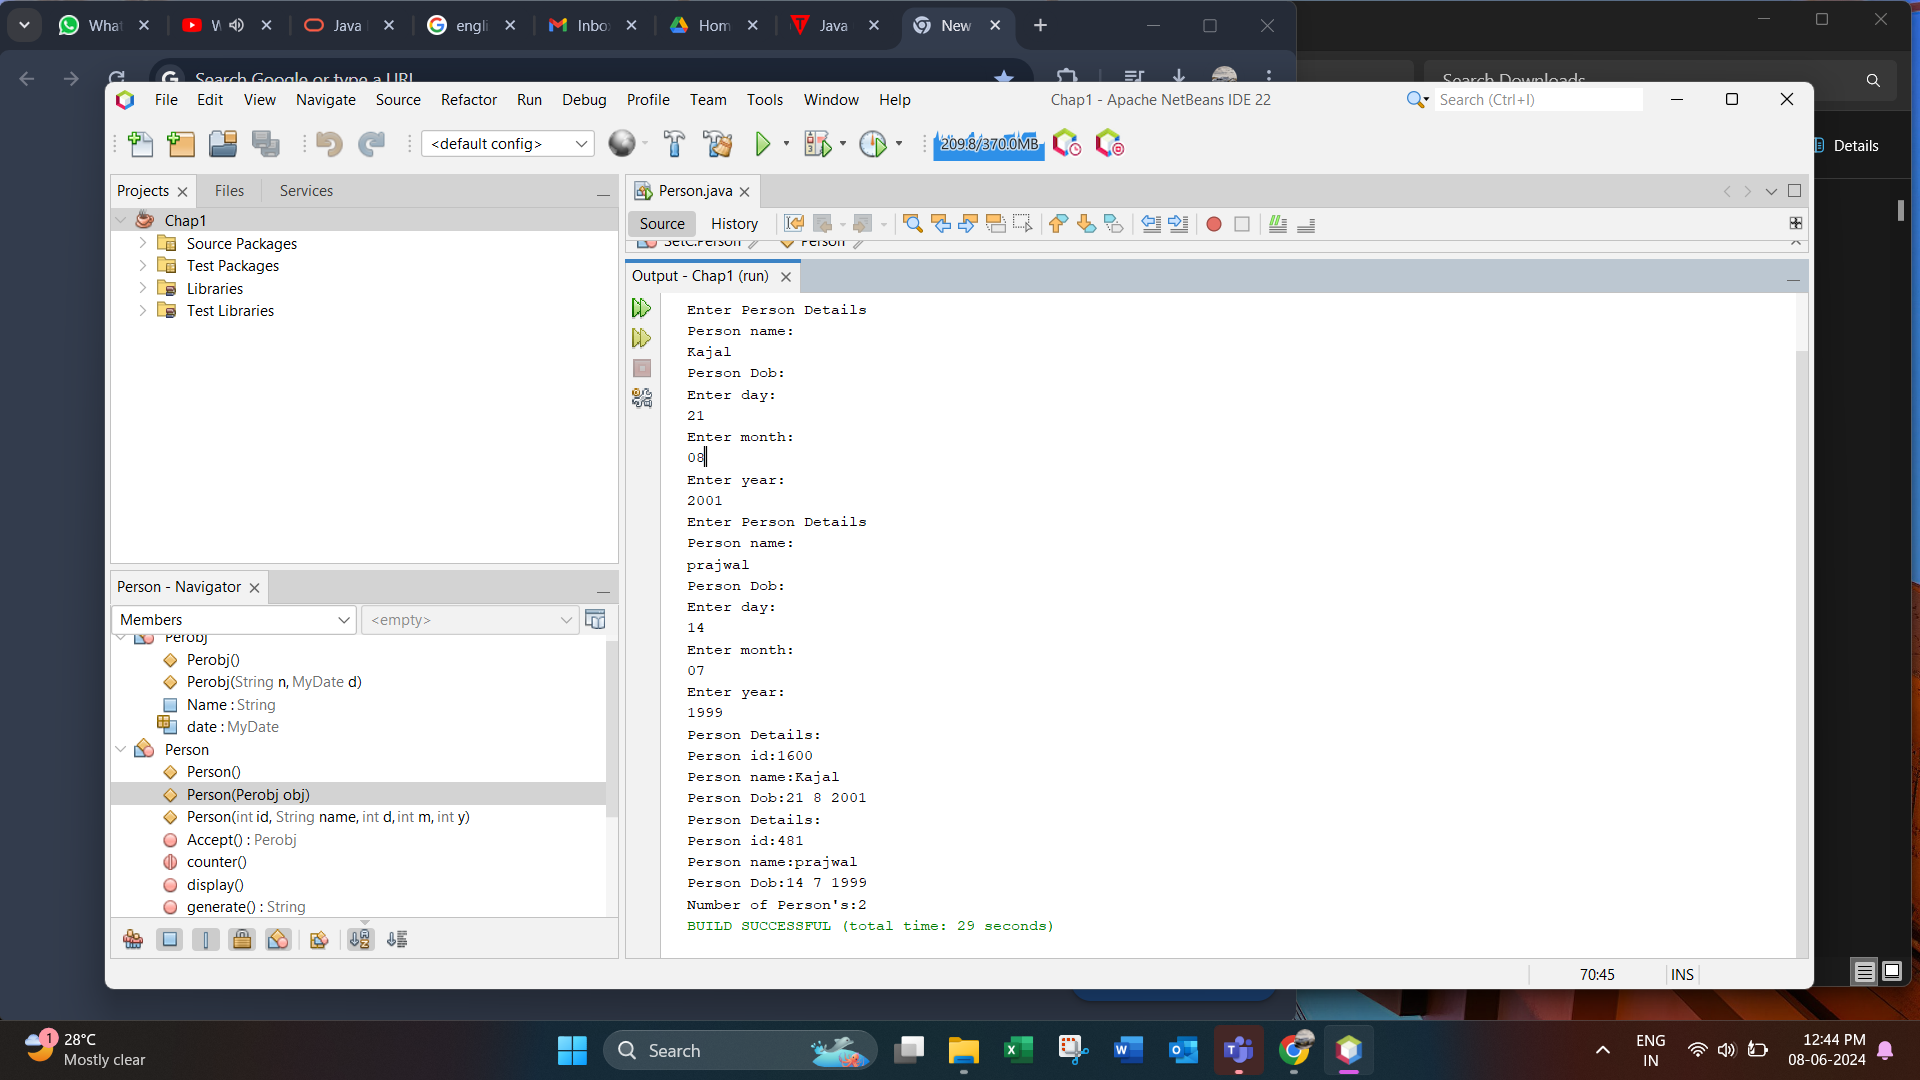 What
W
Java
engli
Inbo
Hom
Java
New
Search Google or type a URL
Search Downloads
Details
File Edit View Navigate Source Refactor Run Debug Profile Team Tools Window Help
Chap1 - Apache NetBeans IDE 22
Search (Ctrl+I)
<default config>
209.8/370.0MB
Projects Files Services
Chap1
Source Packages
Test Packages
Libraries
Test Libraries
Person.java
Source History
SetC.Person Person
Output - Chap1 (run)
Enter Person Details
Person name:
Kajal
Person Dob:
Enter day:
21
Enter month:
08
Enter year:
2001
Enter Person Details
Person name:
prajwal
Person Dob:
Enter day:
14
Enter month:
07
Enter year:
1999
Person Details:
Person id:1600
Person name:Kajal
Person Dob:21 8 2001
Person Details:
Person id:481
Person name:prajwal
Person Dob:14 7 1999
Number of Person's:2
BUILD SUCCESSFUL (total time: 29 seconds)
Person - Navigator
Members <empty>
Perobj
Perobj()
Perobj(String n, MyDate d)
Name : String
date : MyDate
Person
Person()
Person(Perobj obj)
Person(int id, String name, int d, int m, int y)
Accept() : Perobj
counter()
display()
generate() : String
70:45 INS
1
28°C
Mostly clear
Search
ENG
IN
12:44 PM
08-06-2024